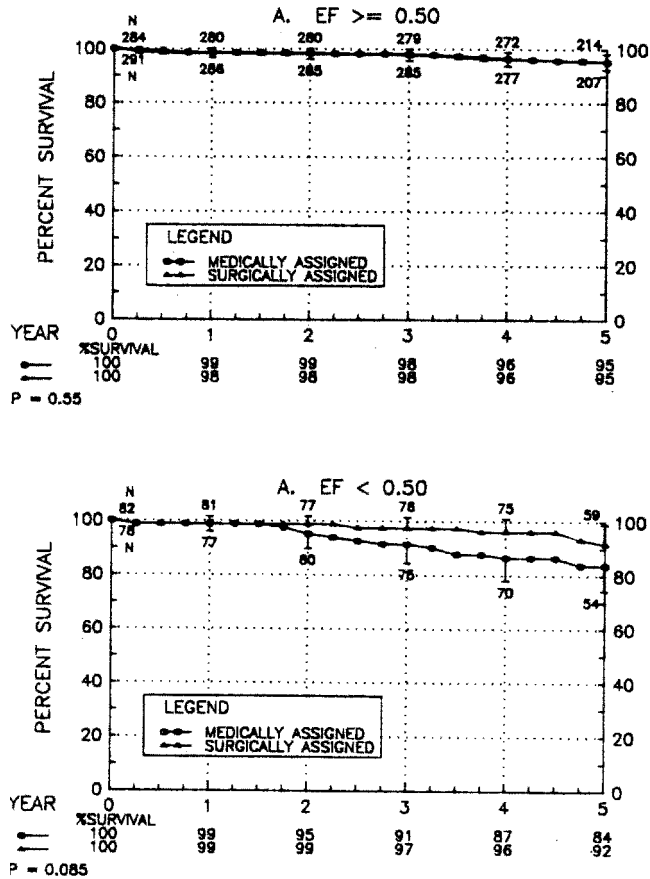 A. EF >= 0.50
N
284 280 280 279 272 214
100 100
291 286 285 285 277 207
N
80 80
60 60
40 40
20 20
0 0
PERCENT SURVIVAL
LEGEND
MEDICALLY ASSIGNED
SURGICALLY ASSIGNED
YEAR 0 1 2 3 4 5
%SURVIVAL
100 99 99 98 96 95
100 98 98 98 96 95
P = 0.55
A. EF < 0.50
N
82 81 77 78 75 59
100 100
78 77 80 76 70 54
N
80 80
60 60
40 40
20 20
0 0
PERCENT SURVIVAL
LEGEND
MEDICALLY ASSIGNED
SURGICALLY ASSIGNED
YEAR 0 1 2 3 4 5
%SURVIVAL
100 99 95 91 87 84
100 99 99 97 96 92
P = 0.085